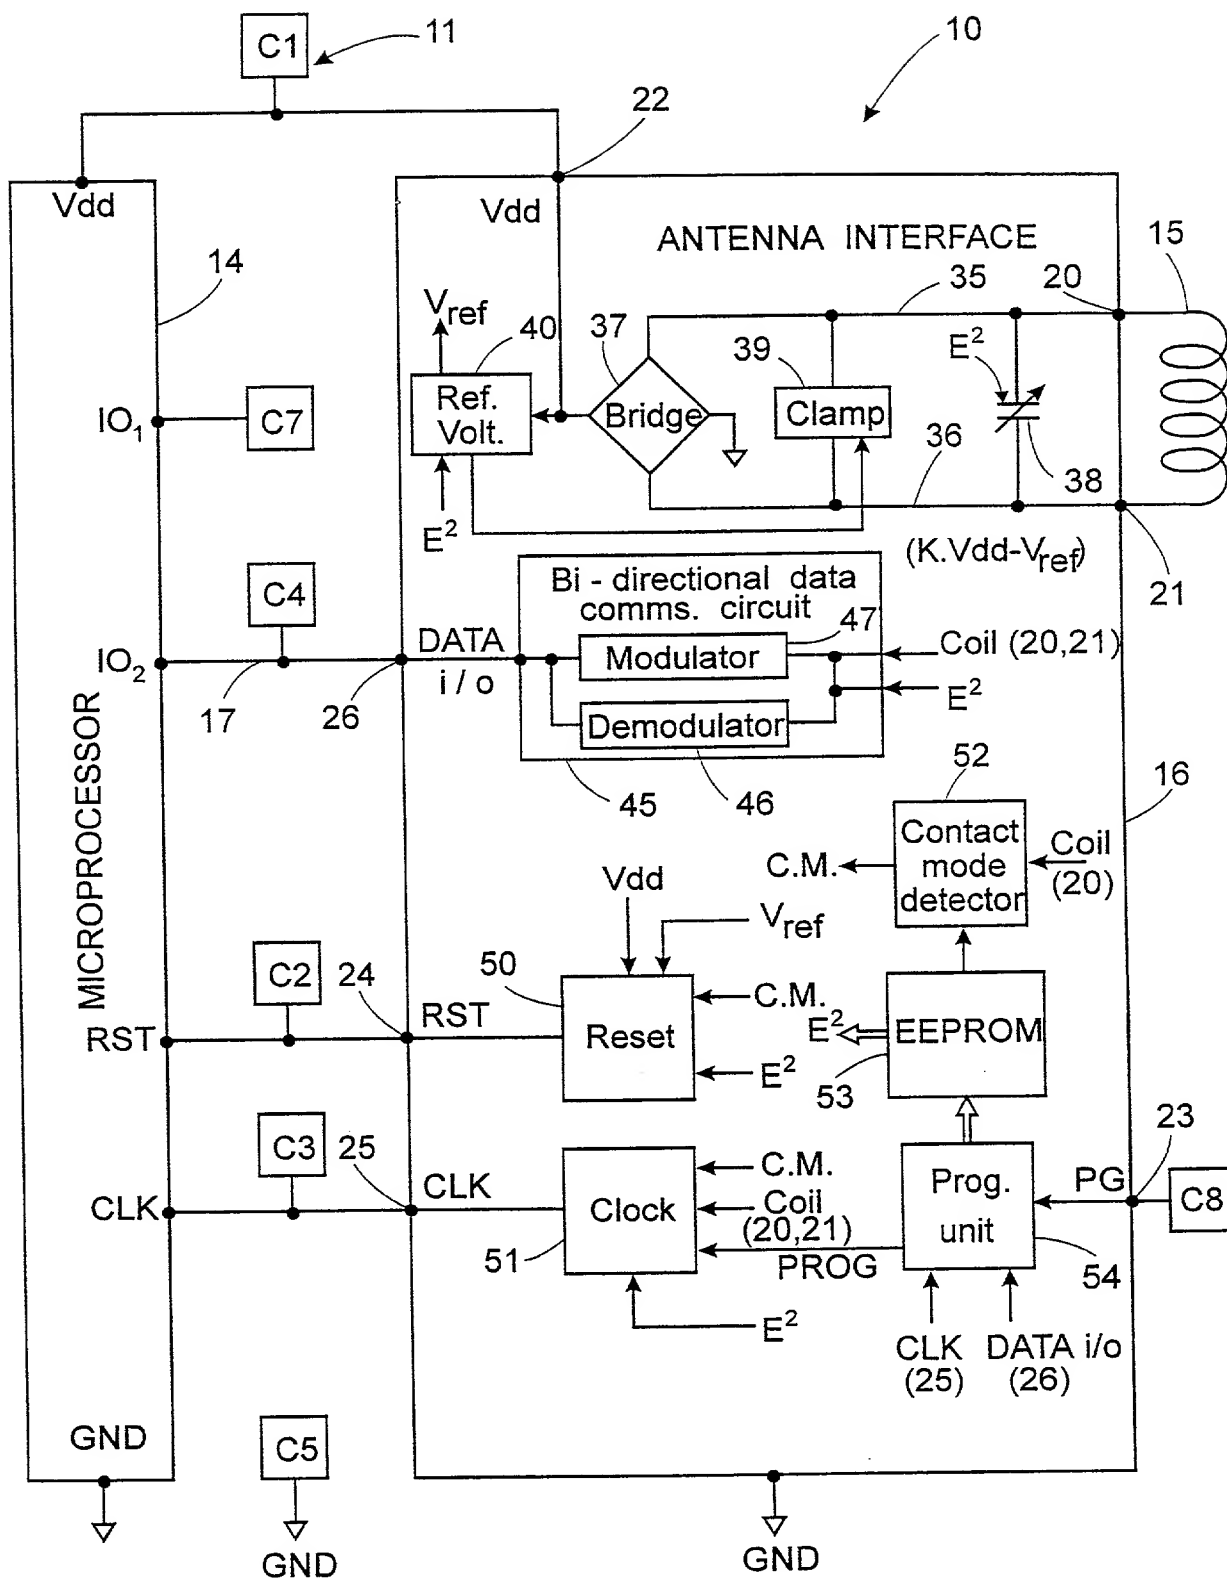 C1
11
10
22
Vdd
Vdd
ANTENNA INTERFACE
15
14
Vref
40
37
35
20
39
E²
Ref.
Volt.
Bridge
Clamp
IO₁
C7
36
38
E²
(K.Vdd-Vref)
21
C4
Bi - directional data
comms. circuit
47
DATA
i / o
Modulator
Coil (20,21)
IO₂
17
26
E²
Demodulator
45
46
52
16
MICROPROCESSOR
Contact
mode
detector
Coil
(20)
C.M.
Vdd
Vref
C2
24
50
RST
RST
Reset
C.M.
E²
E²
EEPROM
53
C3
25
23
CLK
CLK
Clock
51
C.M.
Coil
(20,21)
PROG
E²
Prog.
unit
PG
C8
54
CLK
(25)
DATA i/o
(26)
GND
C5
GND
GND